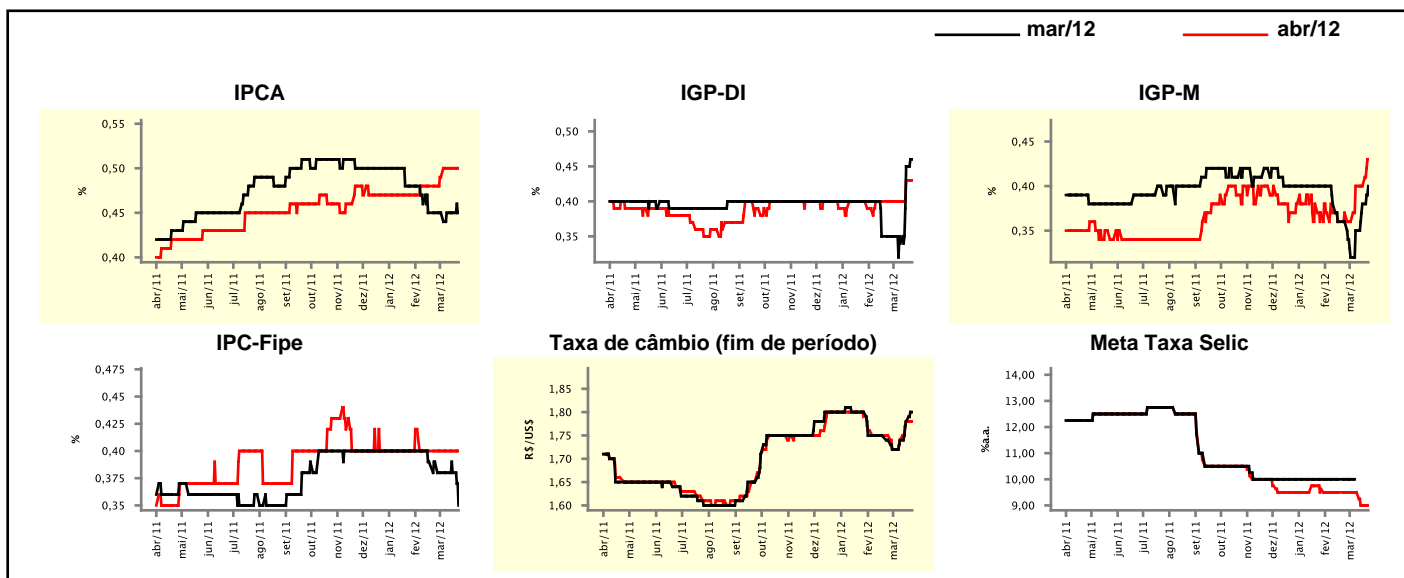 mar/12 abr/12
IPCA
0,55
0,50
0,45
0,40
%
abr/11 mai/11 jun/11 jul/11 ago/11 set/11 out/11 nov/11 dez/11 jan/12 fev/12 mar/12
IGP-DI
0,50
0,45
0,40
0,35
%
abr/11 mai/11 jun/11 jul/11 ago/11 set/11 out/11 nov/11 dez/11 jan/12 fev/12 mar/12
IGP-M
0,45
0,40
0,35
%
abr/11 mai/11 jun/11 jul/11 ago/11 set/11 out/11 nov/11 dez/11 jan/12 fev/12 mar/12
IPC-Fipe
0,475
0,45
0,425
0,40
0,375
0,35
%
abr/11 mai/11 jun/11 jul/11 ago/11 set/11 out/11 nov/11 dez/11 jan/12 fev/12 mar/12
Taxa de câmbio (fim de período)
1,85
1,80
1,75
1,70
1,65
1,60
R$/US$
abr/11 mai/11 jun/11 jul/11 ago/11 set/11 out/11 nov/11 dez/11 jan/12 fev/12 mar/12
Meta Taxa Selic
14,00
13,00
12,00
11,00
10,00
9,00
%a.a.
abr/11 mai/11 jun/11 jul/11 ago/11 set/11 out/11 nov/11 dez/11 jan/12 fev/12 mar/12